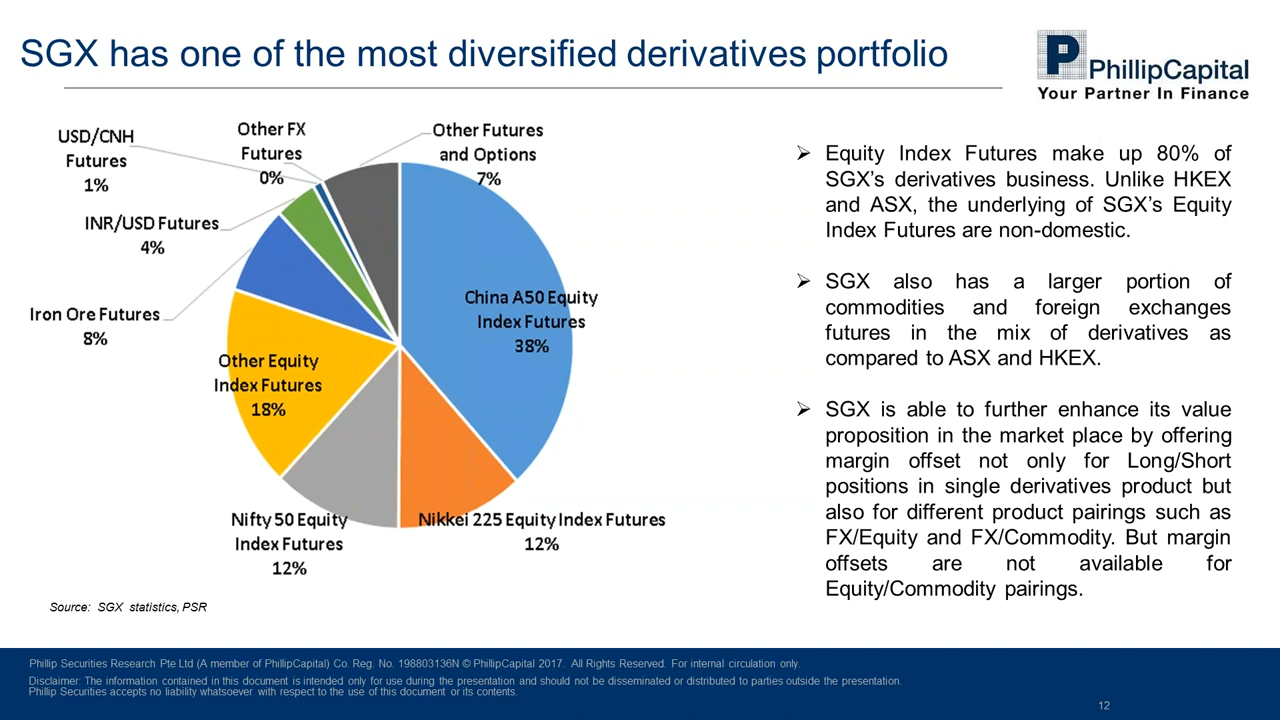 SGX has one of the most diversified derivatives portfolio
P
PhillipCapital
Your Partner In Finance
USD/CNH
Futures
1%
Other FX
Futures
0%
Other Futures
and Options
7%
INR/USD Futures
4%
Iron Ore Futures
8%
China A50 Equity
Index Futures
38%
Other Equity
Index Futures
18%
Nifty 50 Equity
Index Futures
12%
Nikkei 225 Equity Index Futures
12%
Source: SGX statistics, PSR
➢ Equity Index Futures make up 80% of
SGX’s derivatives business. Unlike HKEX
and ASX, the underlying of SGX’s Equity
Index Futures are non-domestic.
➢ SGX also has a larger portion of
commodities and foreign exchanges
futures in the mix of derivatives as
compared to ASX and HKEX.
➢ SGX is able to further enhance its value
proposition in the market place by offering
margin offset not only for Long/Short
positions in single derivatives product but
also for different product pairings such as
FX/Equity and FX/Commodity. But margin
offsets are not available for
Equity/Commodity pairings.
Phillip Securities Research Pte Ltd (A member of PhillipCapital) Co. Reg. No. 198803136N © PhillipCapital 2017. All Rights Reserved. For internal circulation only.
Disclaimer: The information contained in this document is intended only for use during the presentation and should not be disseminated or distributed to parties outside the presentation.
Phillip Securities accepts no liability whatsoever with respect to the use of this document or its contents.
12